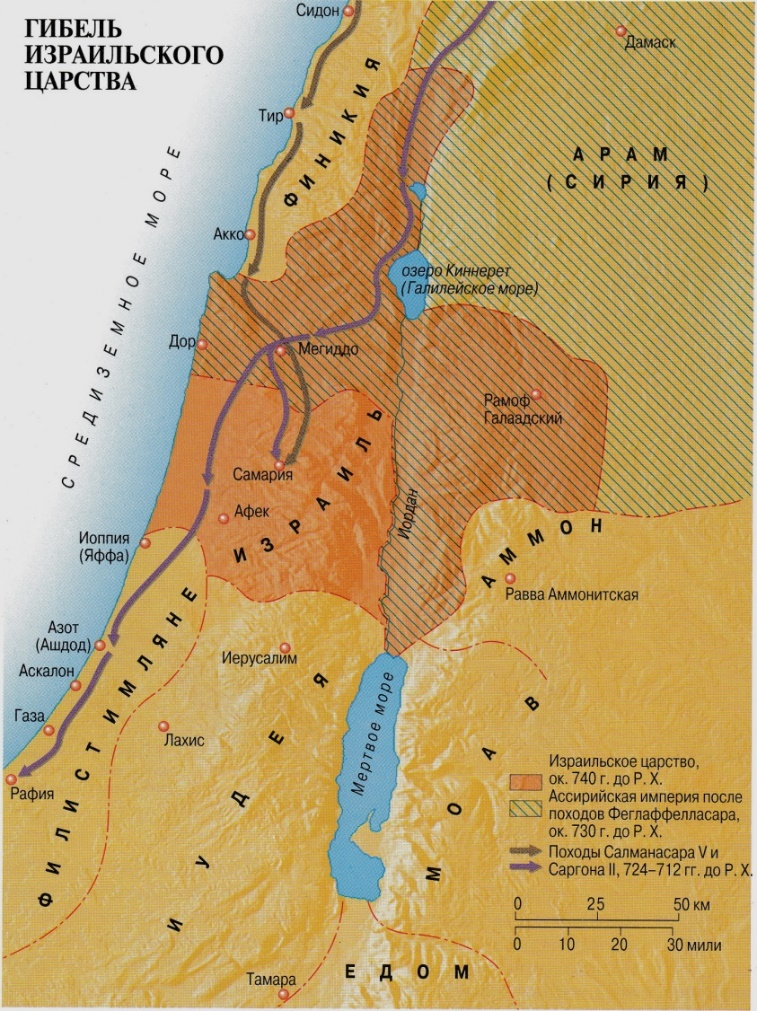 ГИБЕЛЬ
ИЗРАИЛЬСКОГО
ЦАРСТВА
Сидон
Дамаск
Тир
ФИНИКИЯ
АРАМ
(СИРИЯ)
СРЕДИЗЕМНОЕ МОРЕ
Акко
озеро Киннерет
(Галилейское море)
Дор
Мегиддо
Рамоф
Галаадский
Самария
ИЗРАИЛЬ
Афек
Иордан
Иоппия
(Яффа)
АММОН
Равва Аммонитская
Азот
(Ашдод)
Иерусалим
Аскалон
ФИЛИСТИМЛЯНЕ
Газа
Лахис
Мертвое море
МОАВ
Рафия
ИУДЕЯ
Израильское царство,
ок. 740 г. до Р. Х.
Ассирийская империя после
походов Феглаффелласара,
ок. 730 г. до Р. Х.
Походы Салманасара V и
Саргона II, 724–712 гг. до Р. Х.
0 25 50 км
0 10 20 30 мили
Тамара
ЕДОМ